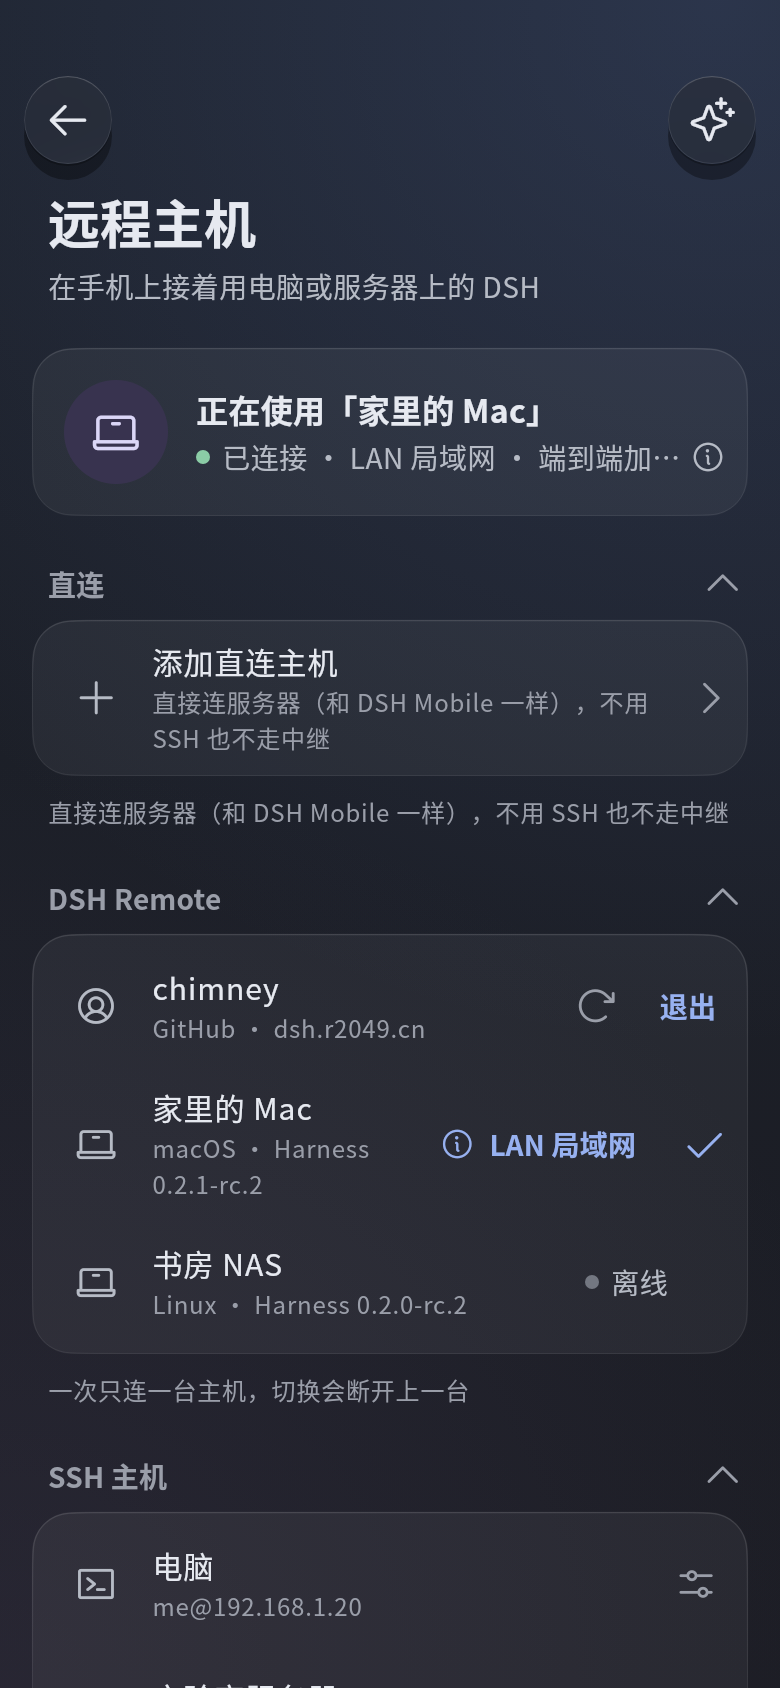 远程主机
在手机上接着用电脑或服务器上的 DSH
正在使用「家里的 Mac」
已连接 · LAN 局域网 · 端到端加…
直连
添加直连主机
直接连服务器（和 DSH Mobile 一样），不用
SSH 也不走中继
直接连服务器（和 DSH Mobile 一样），不用 SSH 也不走中继
DSH Remote
chimney
GitHub · dsh.r2049.cn
退出
家里的 Mac
macOS · Harness
0.2.1-rc.2
LAN 局域网
书房 NAS
Linux · Harness 0.2.0-rc.2
离线
一次只连一台主机，切换会断开上一台
SSH 主机
电脑
me@192.168.1.20